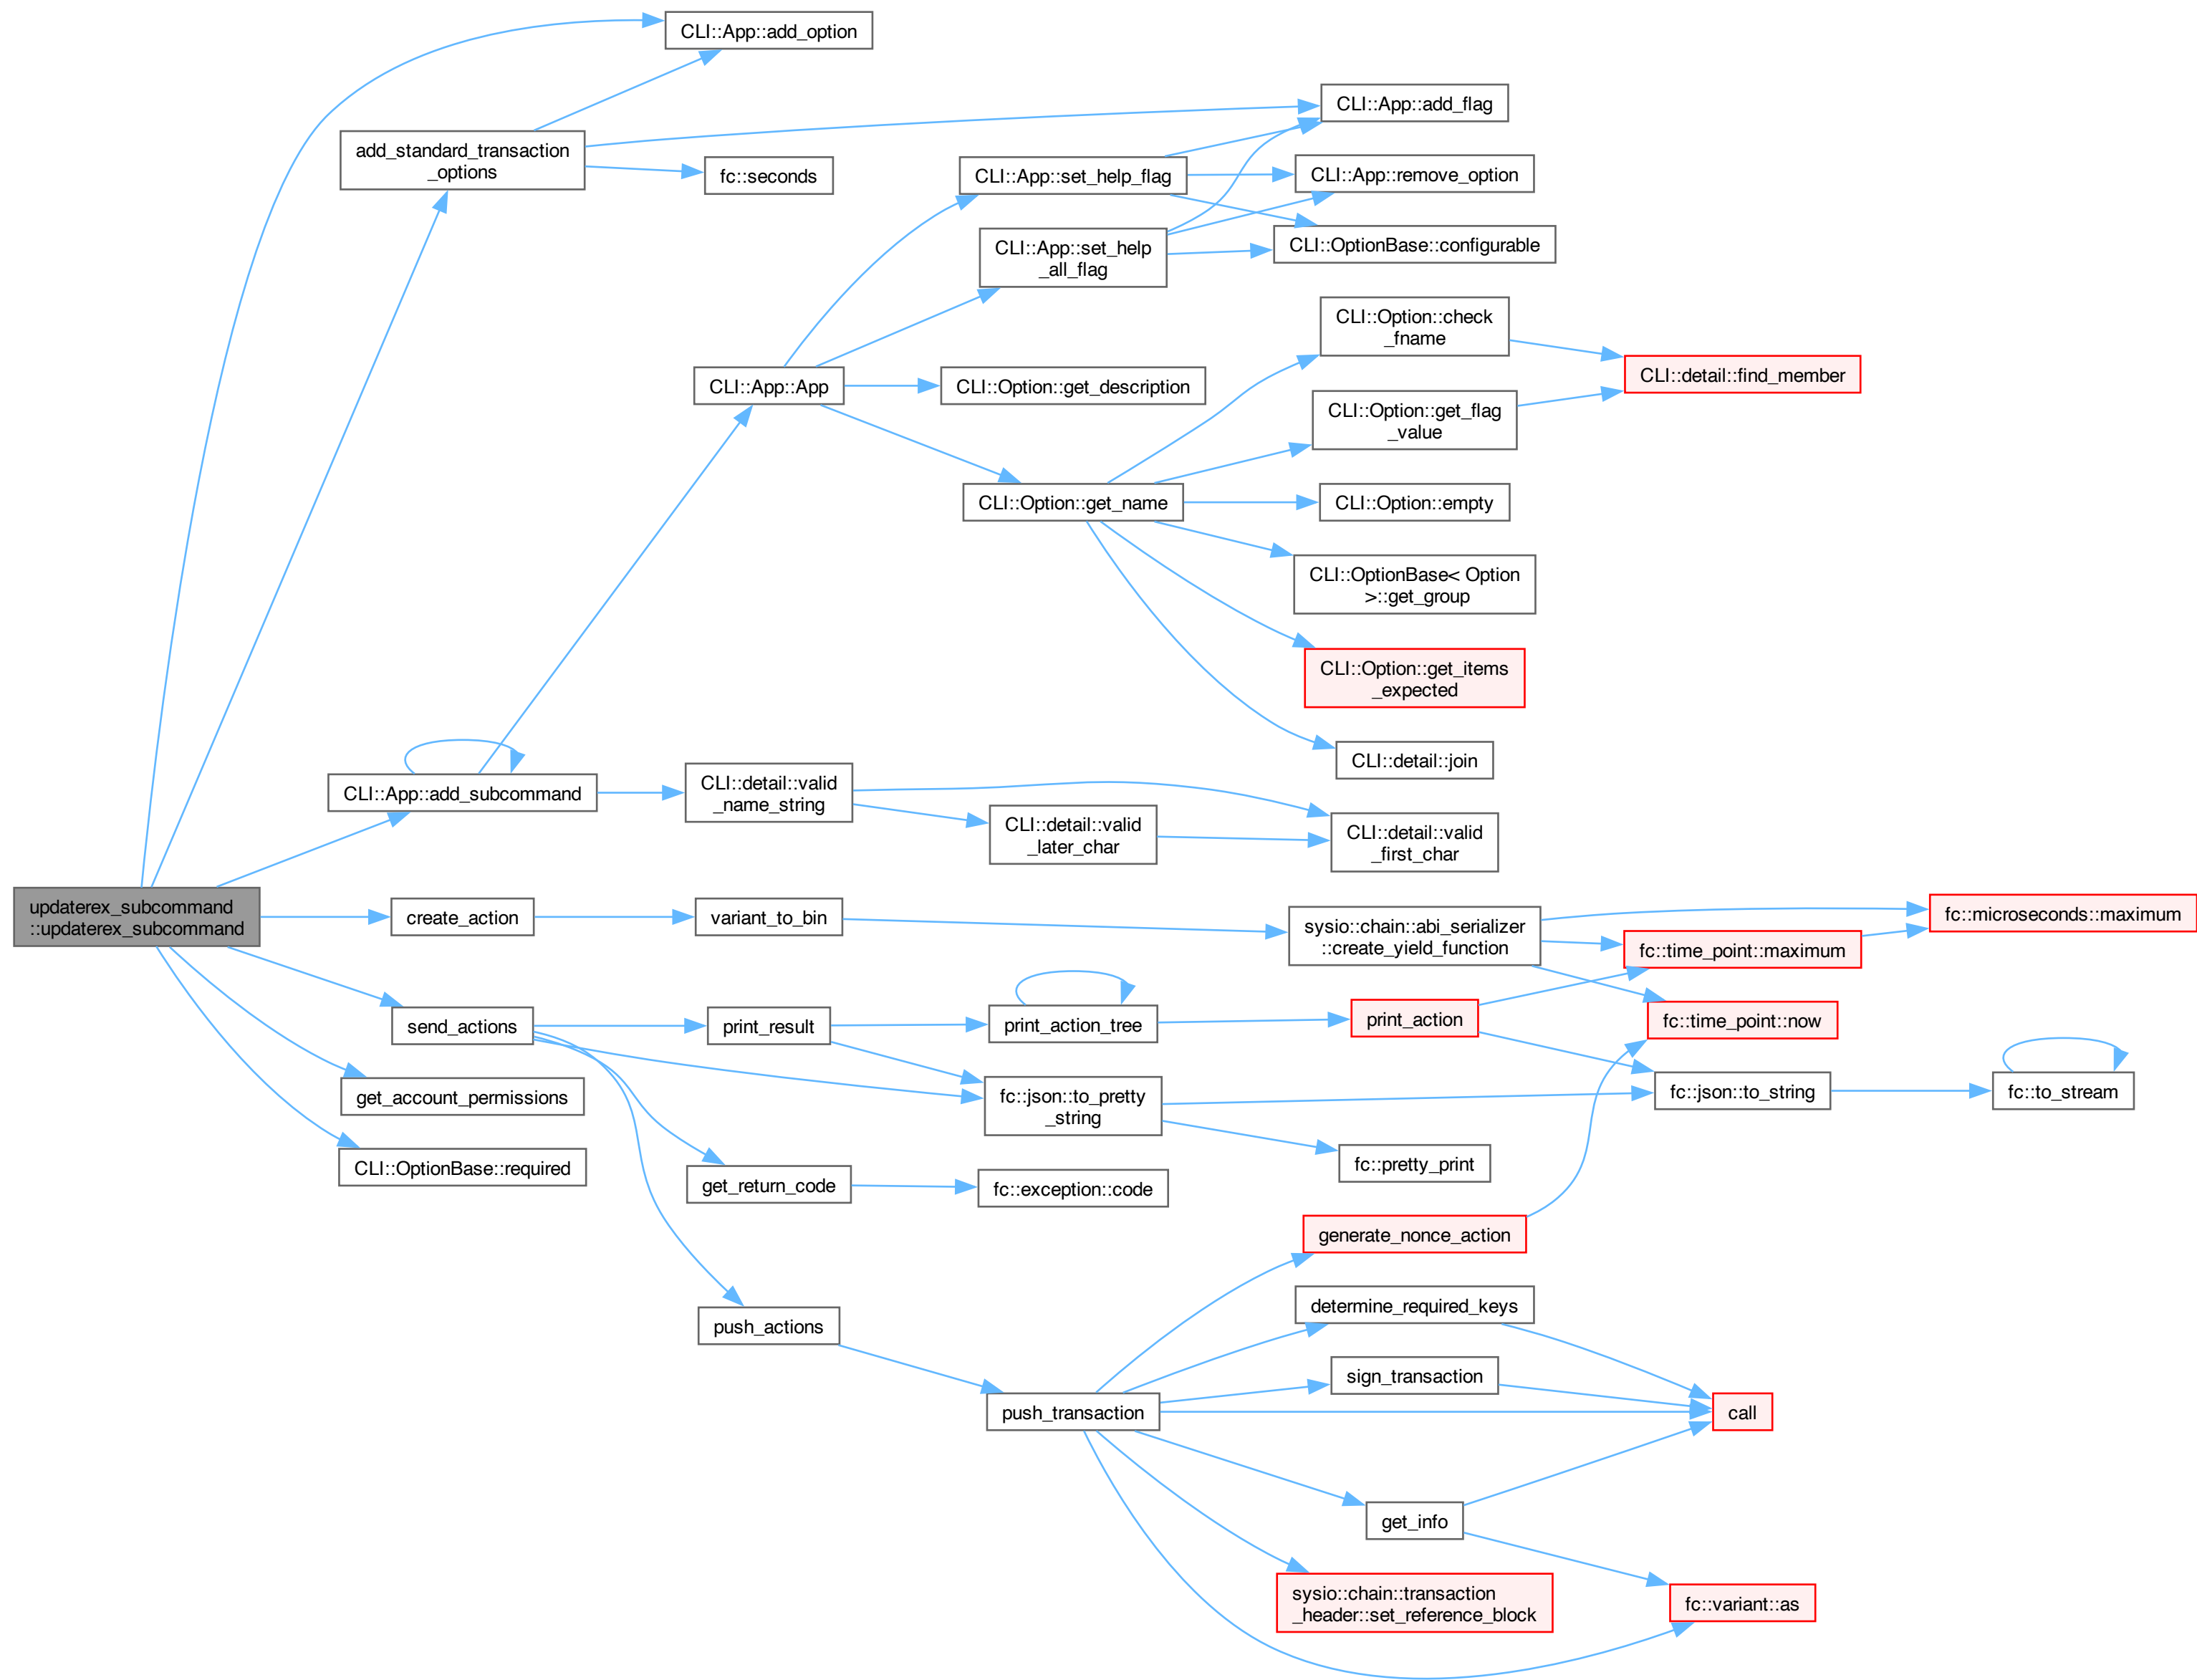 CLI::App::add_option
CLI::App::add_flag
add_standard_transaction
_options
fc::seconds
CLI::App::set_help_flag
CLI::App::remove_option
CLI::App::set_help
_all_flag
CLI::OptionBase::configurable
CLI::Option::check
_fname
CLI::App::App
CLI::Option::get_description
CLI::detail::find_member
CLI::Option::get_flag
_value
CLI::Option::get_name
CLI::Option::empty
CLI::OptionBase< Option
>::get_group
CLI::Option::get_items
_expected
CLI::detail::join
CLI::App::add_subcommand
CLI::detail::valid
_name_string
CLI::detail::valid
_later_char
CLI::detail::valid
_first_char
updaterex_subcommand
::updaterex_subcommand
create_action
variant_to_bin
sysio::chain::abi_serializer
::create_yield_function
fc::microseconds::maximum
fc::time_point::maximum
send_actions
print_result
print_action_tree
print_action
fc::time_point::now
get_account_permissions
fc::json::to_pretty
_string
fc::json::to_string
fc::to_stream
CLI::OptionBase::required
get_return_code
fc::exception::code
fc::pretty_print
generate_nonce_action
push_actions
determine_required_keys
sign_transaction
push_transaction
call
get_info
sysio::chain::transaction
_header::set_reference_block
fc::variant::as